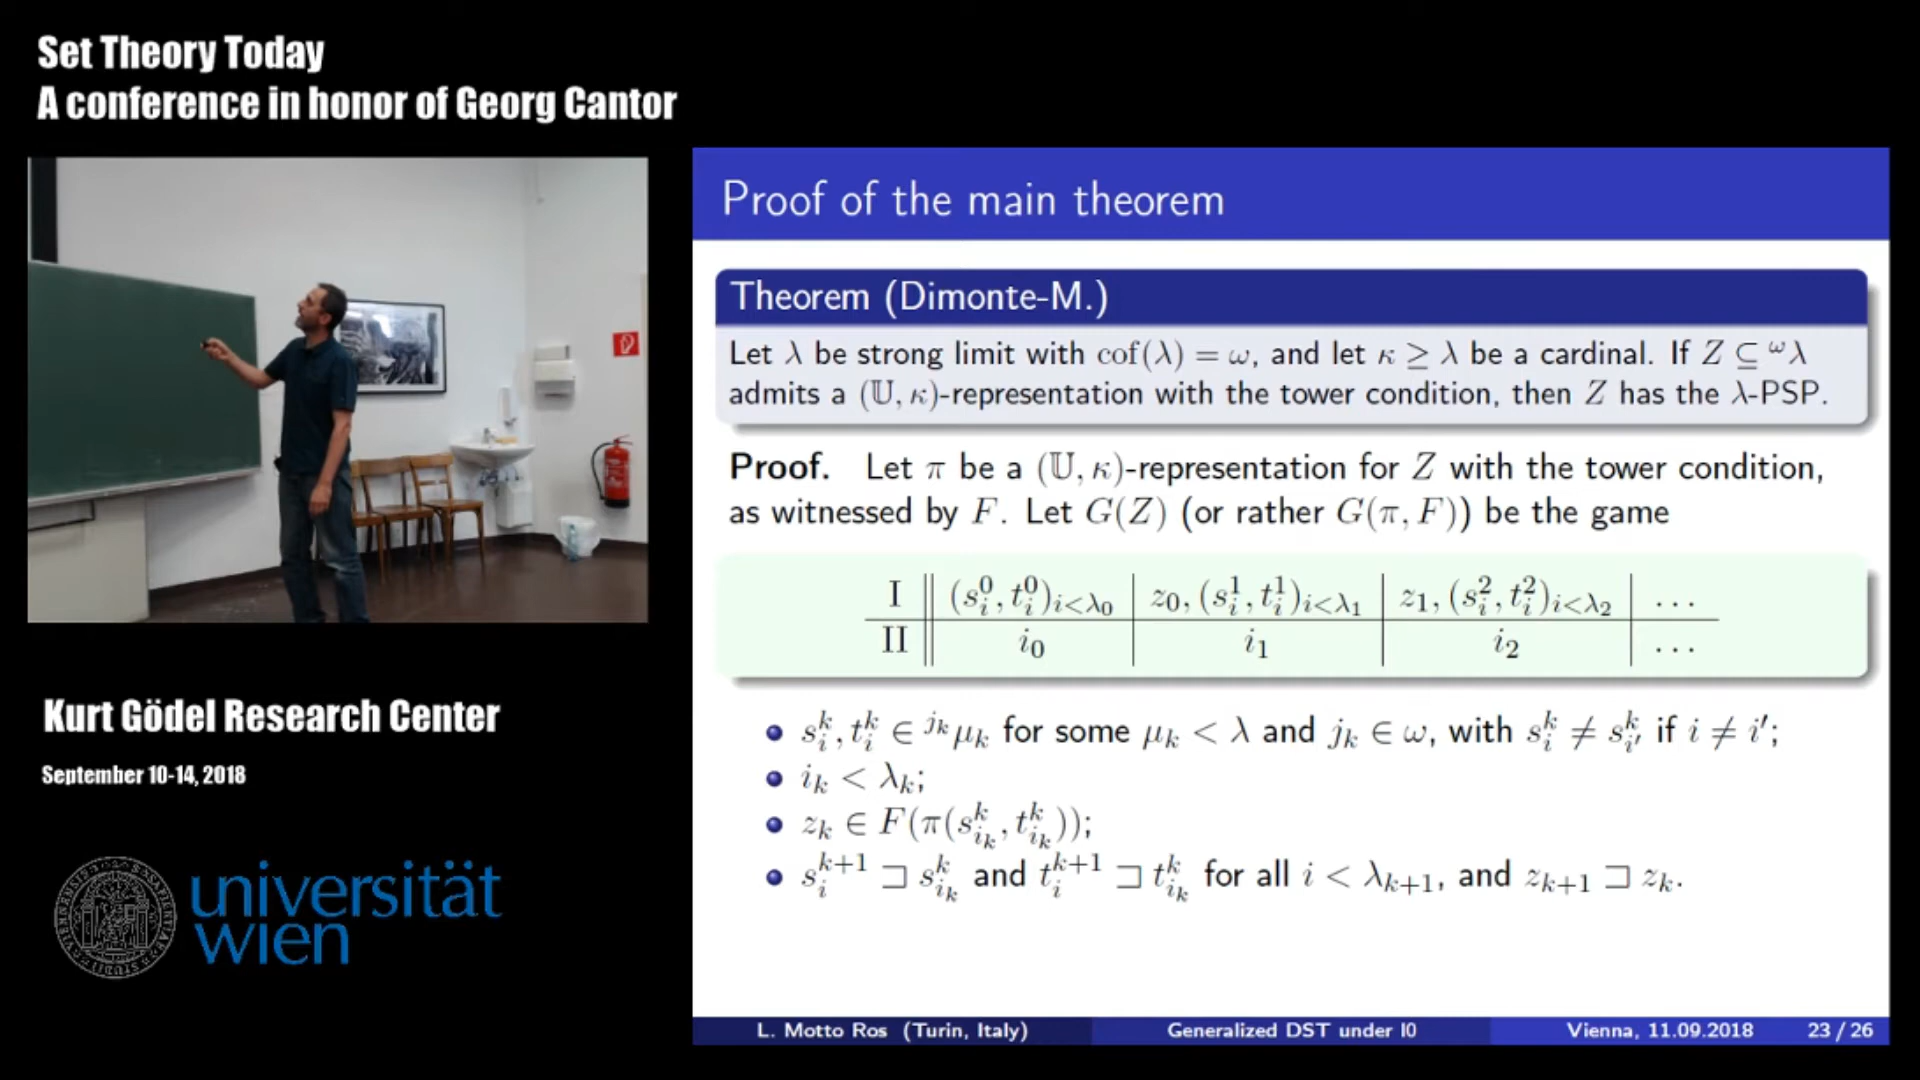 Set Theory Today
A conference in honor of Georg Cantor
Proof of the main theorem
Theorem (Dimonte-M.)
Let λ be strong limit with cof(λ) = ω, and let κ ≥ λ be a cardinal. If Z ⊆ ^ωλ
admits a (𝕌, κ)-representation with the tower condition, then Z has the λ-PSP.
Proof. Let π be a (𝕌, κ)-representation for Z with the tower condition,
as witnessed by F. Let G(Z) (or rather G(π, F)) be the game
I || (s_i^0, t_i^0)_{i<λ_0} | z_0, (s_i^1, t_i^1)_{i<λ_1} | z_1, (s_i^2, t_i^2)_{i<λ_2} | ...
II || i_0 | i_1 | i_2 | ...
• s_i^k, t_i^k ∈ ^{j_k}μ_k for some μ_k < λ and j_k ∈ ω, with s_i^k ≠ s_{i'}^k if i ≠ i';
• i_k < λ_k;
• z_k ∈ F(π(s_{i_k}^k, t_{i_k}^k));
• s_i^{k+1} ⊐ s_{i_k}^k and t_i^{k+1} ⊐ t_{i_k}^k for all i < λ_{k+1}, and z_{k+1} ⊐ z_k.
Kurt Gödel Research Center
September 10-14, 2018
universität
wien
L. Motto Ros (Turin, Italy) Generalized DST under I0 Vienna, 11.09.2018 23 / 26